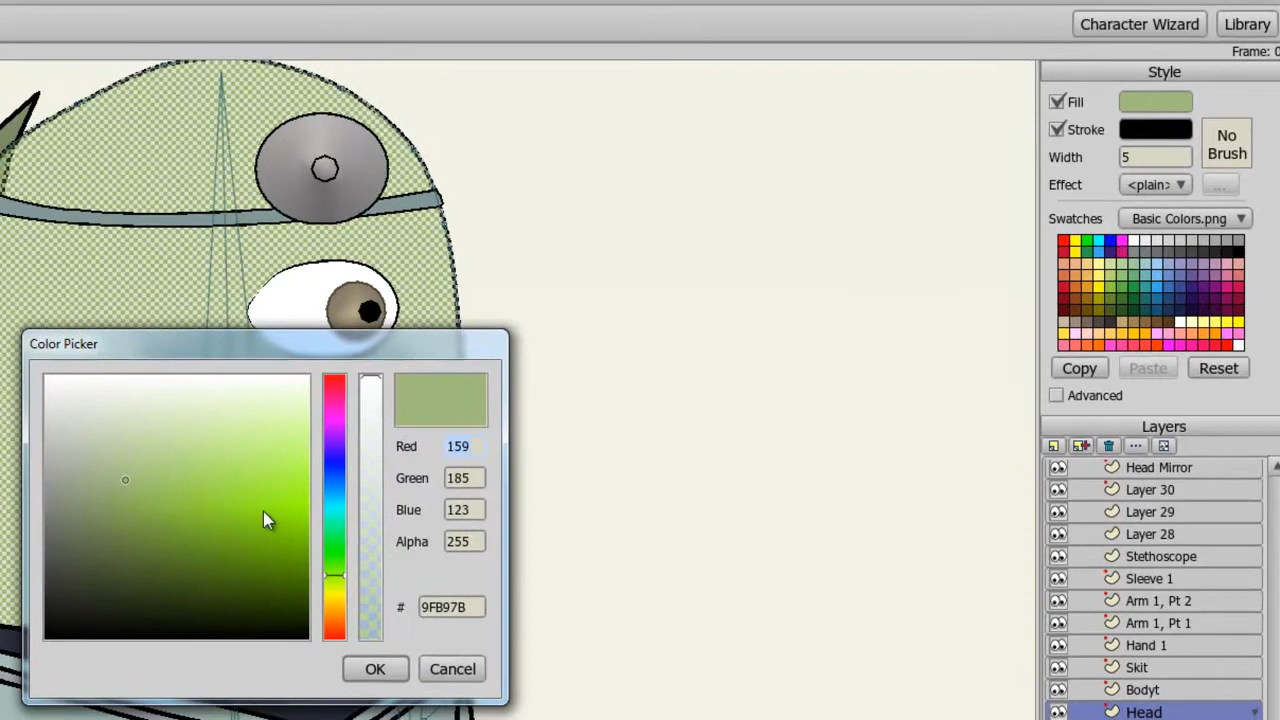 Character Wizard
Library
Frame: 0
Style
Fill
Stroke
Width 5
No Brush
Effect <plain>
...
Swatches Basic Colors.png
Copy
Paste
Reset
Advanced
Layers
Head Mirror
Layer 30
Layer 29
Layer 28
Stethoscope
Sleeve 1
Arm 1, Pt 2
Arm 1, Pt 1
Hand 1
Skit
Bodyt
Head
Color Picker
Red 159
Green 185
Blue 123
Alpha 255
# 9FB97B
OK
Cancel